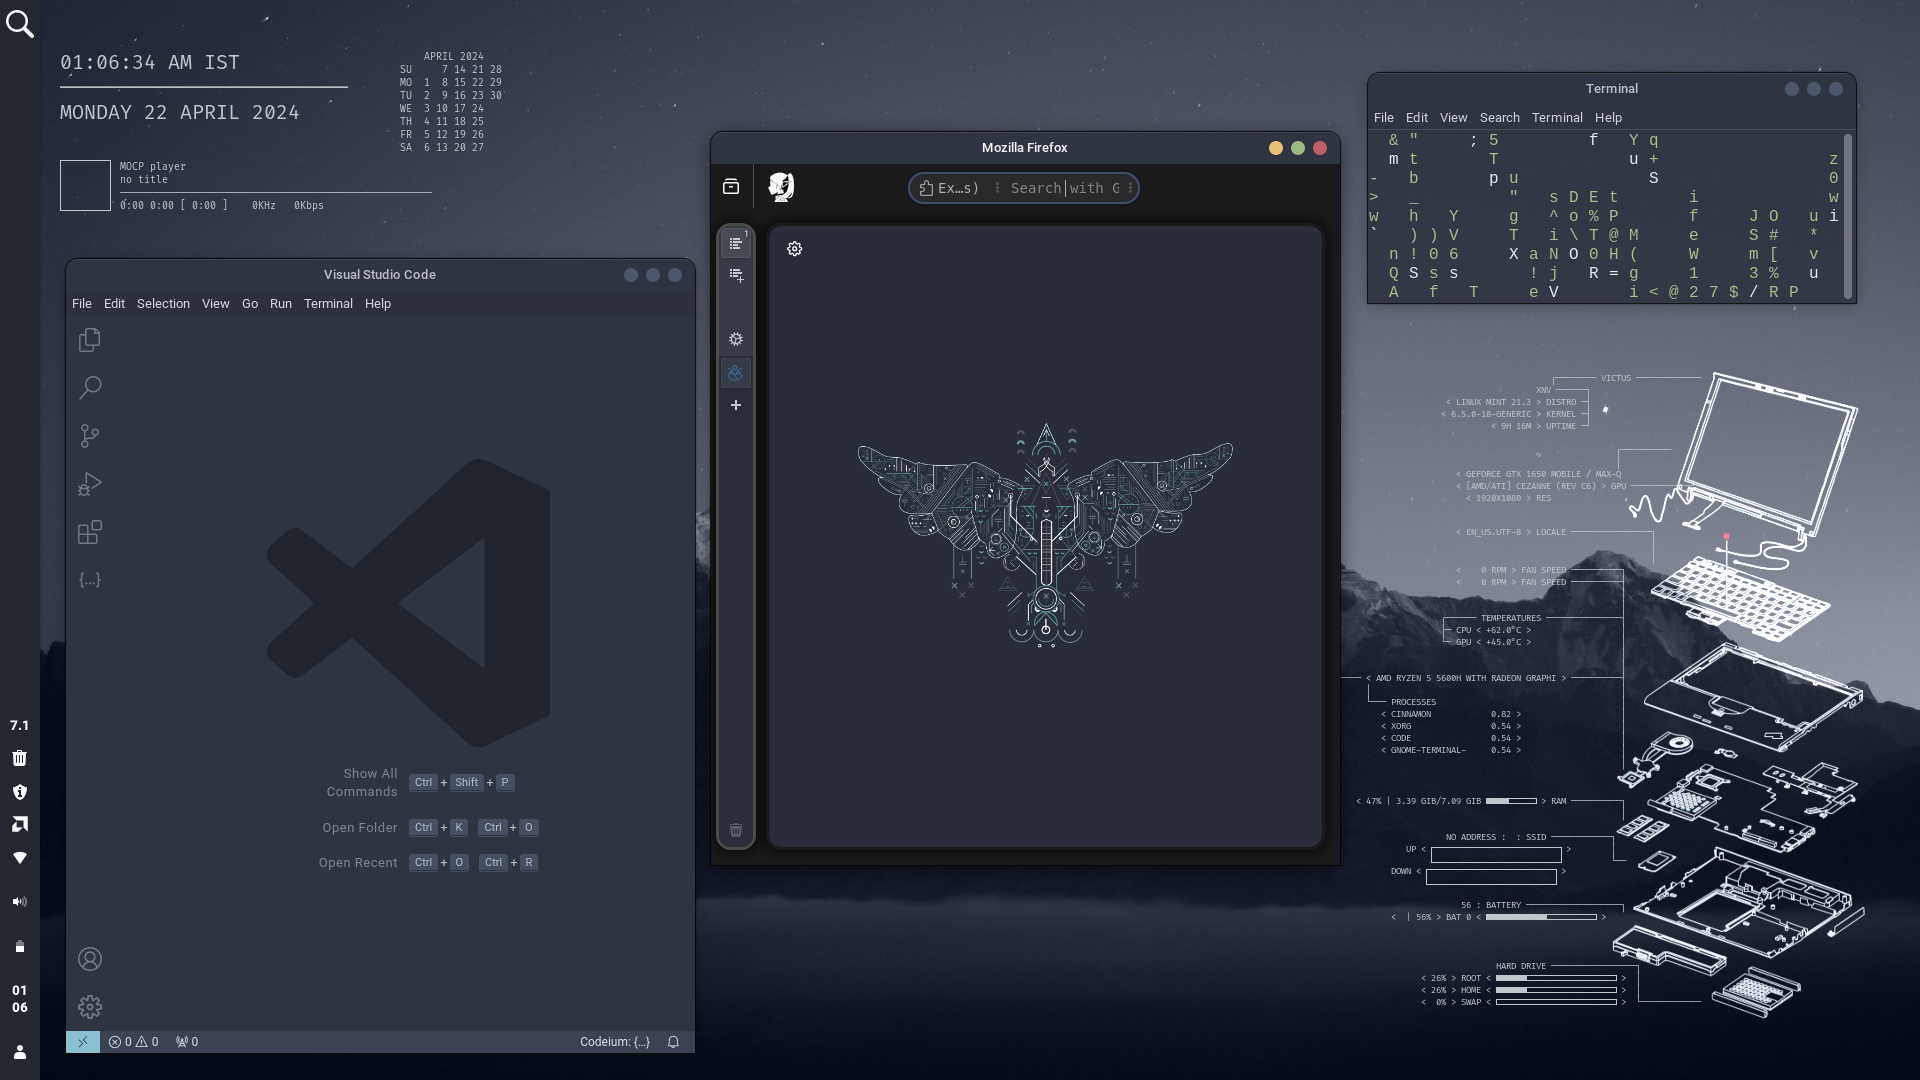 01:06:34 AM IST
MONDAY 22 APRIL 2024
APRIL 2024
SU 7 14 21 28
MO 1 8 15 22 29
TU 2 9 16 23 30
WE 3 10 17 24
TH 4 11 18 25
FR 5 12 19 26
SA 6 13 20 27
MOCP player
no title
0:00 0:00 [ 0:00 ] 0KHz 0Kbps
Visual Studio Code
File Edit Selection View Go Run Terminal Help
{...}
Show All
Commands
Ctrl + Shift + P
Open Folder Ctrl + K Ctrl + O
Open Recent Ctrl + O Ctrl + R
0 0 0
Codeium: {...}
7.1
01
06
Mozilla Firefox
Ex...s) Search with G
1
Terminal
File Edit View Search Terminal Help
& " ; 5 f Y q
m t T u + z
- b p u S 0
> _ " s D E t i w
w h Y g ^ o % P f J O u i
` ) ) V T i \ T @ M e S # *
n ! 0 6 X a N O 0 H ( W m [ v
Q S s s ! j R = g 1 3 % u
A f T e V i < @ 2 7 $ / R P
VICTUS
XNV
< LINUX MINT 21.3 > DISTRO
< 6.5.0-18-GENERIC > KERNEL
< 9H 16M > UPTIME
< GEFORCE GTX 1650 MOBILE / MAX-Q
< [AMD/ATI] CEZANNE (REV C6) > GPU
< 1920X1080 > RES
< EN_US.UTF-8 > LOCALE
< 0 RPM > FAN SPEED
< 0 RPM > FAN SPEED
TEMPERATURES
CPU < +62.0°C >
GPU < +45.0°C >
< AMD RYZEN 5 5600H WITH RADEON GRAPHI >
PROCESSES
< CINNAMON 0.82 >
< XORG 0.54 >
< CODE 0.54 >
< GNOME-TERMINAL- 0.54 >
< 47% | 3.39 GIB/7.09 GIB > RAM
NO ADDRESS : : SSID
UP < >
DOWN < >
56 : BATTERY
< | 56% > BAT 0 < >
HARD DRIVE
< 26% > ROOT < >
< 26% > HOME < >
< 0% > SWAP < >